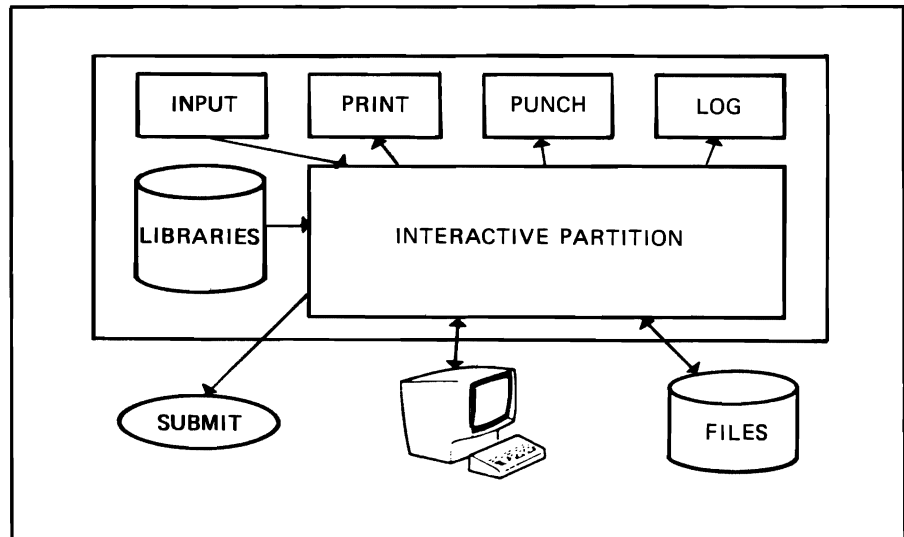 INPUT
PRINT
PUNCH
LOG
LIBRARIES
INTERACTIVE PARTITION
SUBMIT
FILES